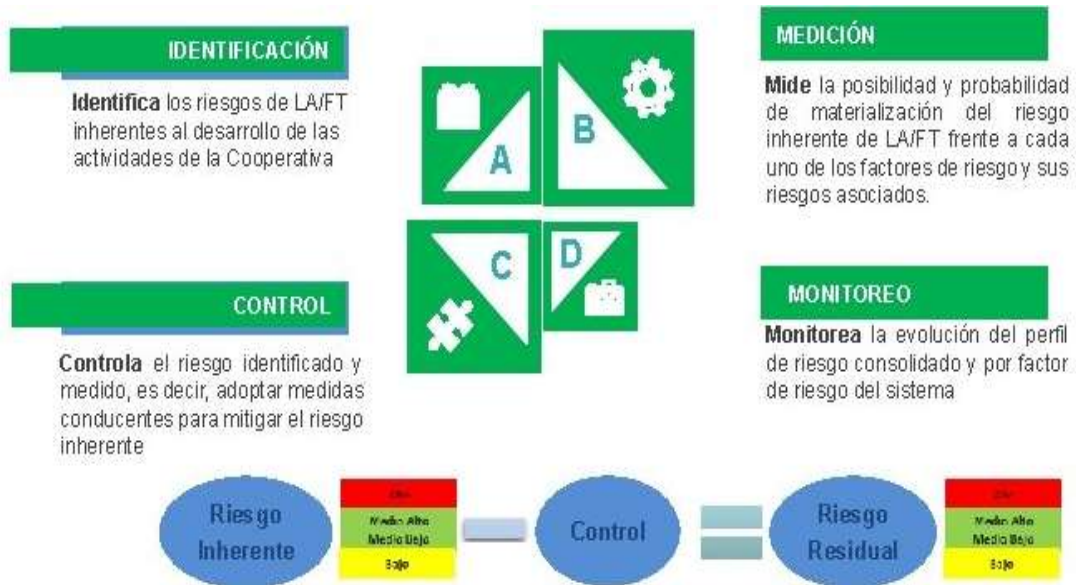 IDENTIFICACIÓN
Identifica los riesgos de LA/FT
inherentes al desarrollo de las
actividades de la Cooperativa
A
B
MEDICIÓN
Mide la posibilidad y probabilidad
de materialización del riesgo
inherente de LA/FT frente a cada
uno de los factores de riesgo y sus
riesgos asociados.
CONTROL
Controla el riesgo identificado y
medido, es decir, adoptar medidas
conducentes para mitigar el riesgo
inherente
C
D
MONITOREO
Monitorea la evolución del perfil
de riesgo consolidado y por factor
de riesgo del sistema
Riesgo
Inherente
Medio Alto
Medio Bajo
Bajo
Control
Riesgo
Residual
Medio Alto
Medio Bajo
Bajo